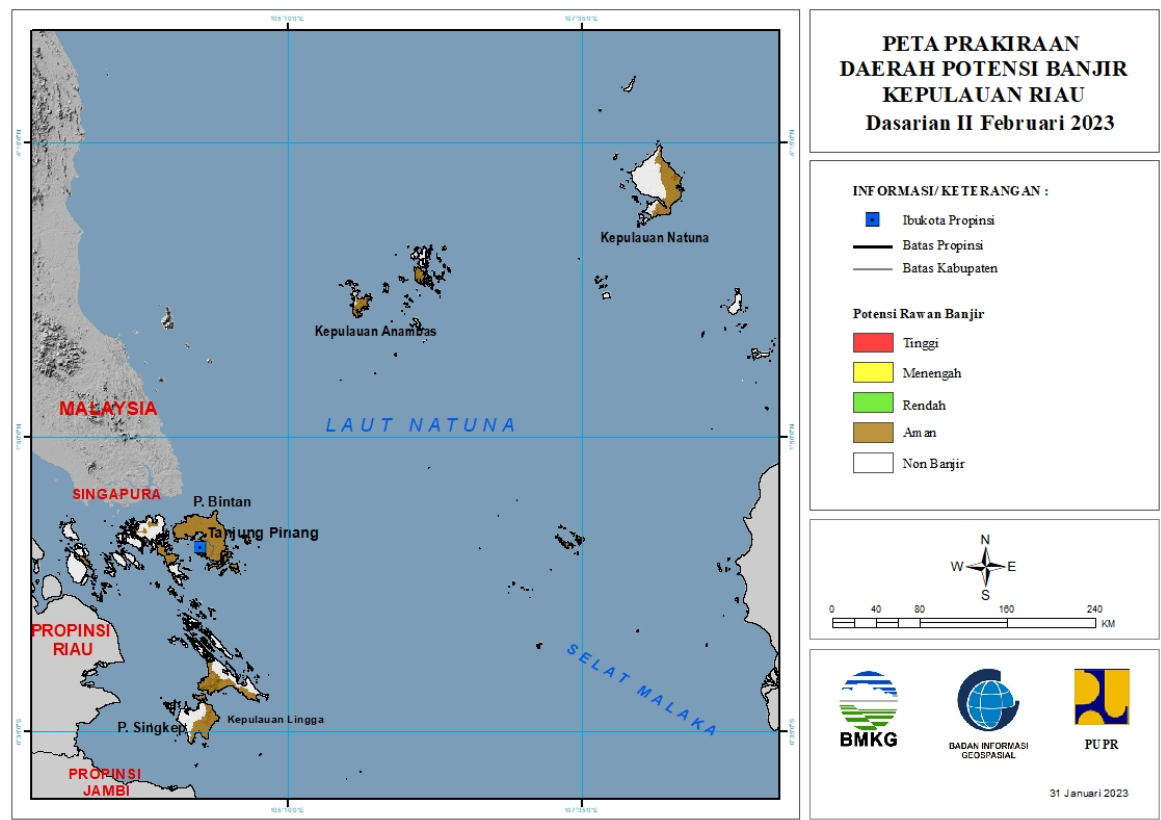 PETA PRAKIRAAN
DAERAH POTENSI BANJIR
KEPULAUAN RIAU
Dasarian II Februari 2023
INFORMASI/ KETERANGAN :
Ibukota Propinsi
Batas Propinsi
Batas Kabupaten
Potensi Rawan Banjir
Tinggi
Menengah
Rendah
Aman
Non Banjir
N
W E
S
0 40 80 160 240
KM
BMKG
BADAN INFORMASI
GEOSPASIAL
PUPR
31 Januari 2023
Kepulauan Natuna
Kepulauan Anambas
MALAYSIA
LAUT NATUNA
SINGAPURA
P. Bintan
Tanjung Pinang
PROPINSI
RIAU
SELAT MALAKA
Kepulauan Lingga
P. Singkep
PROPINSI
JAMBI